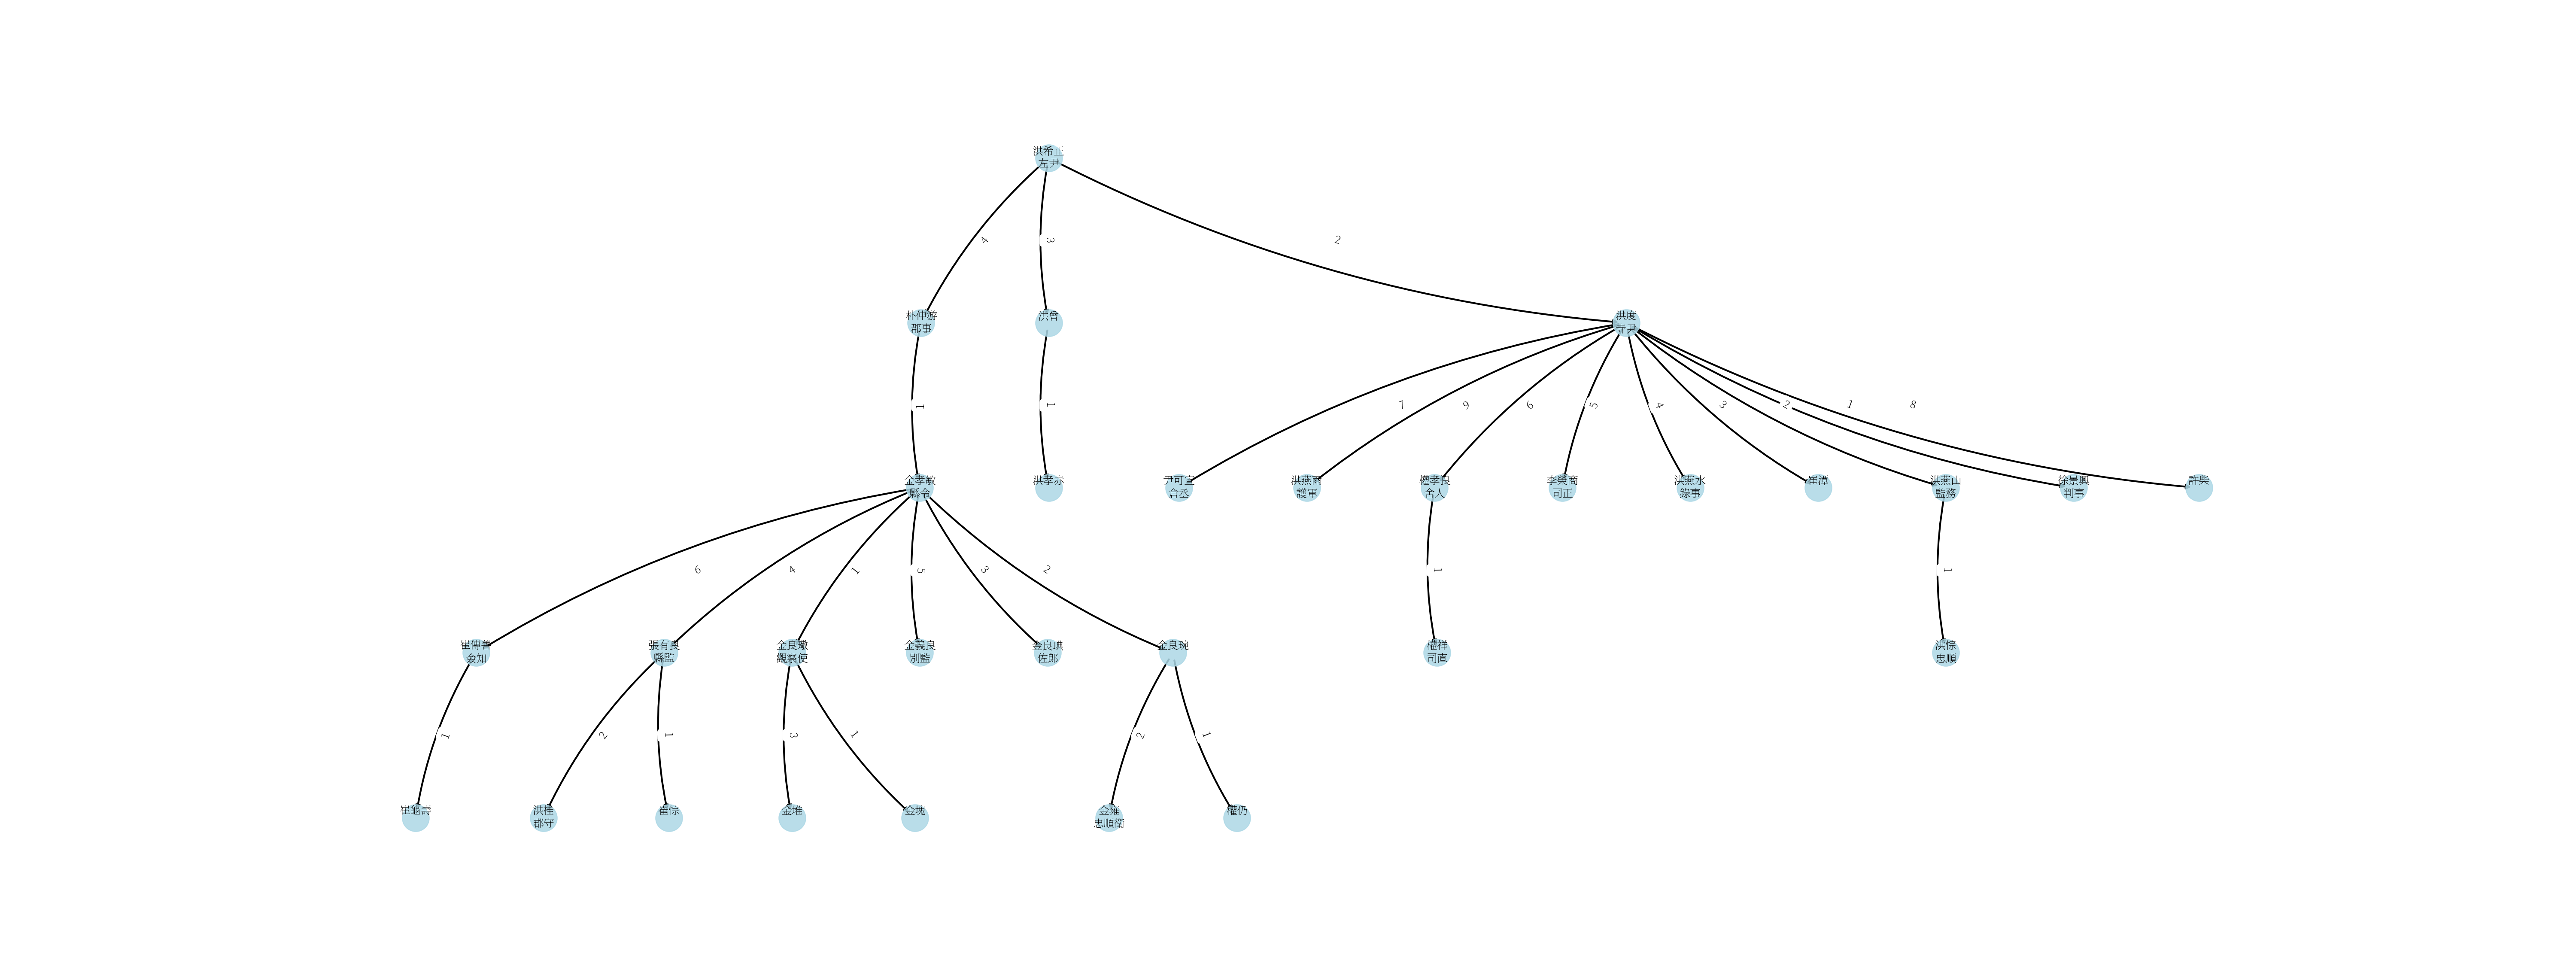 洪希正
左尹
4
3
2
朴仲游
郡事
洪曾
洪度
寺尹
1
1
7
9
6
5
4
3
2
1
8
金孝敏
縣令
洪孝赤
尹可宣
倉丞
洪燕雨
護軍
權孝良
舍人
李榮商
司正
洪燕水
錄事
崔潭
洪燕山
監務
徐景興
判事
許柴
6
4
1
5
3
2
1
1
崔傳善
僉知
張有良
縣監
金良璥
觀察使
金義良
別監
金良璜
佐郞
金良琬
權祥
司直
洪悰
忠順
1
2
1
3
1
2
1
崔龜壽
洪桂
郡守
崔悰
金堆
金塊
金雍
忠順衛
權仍